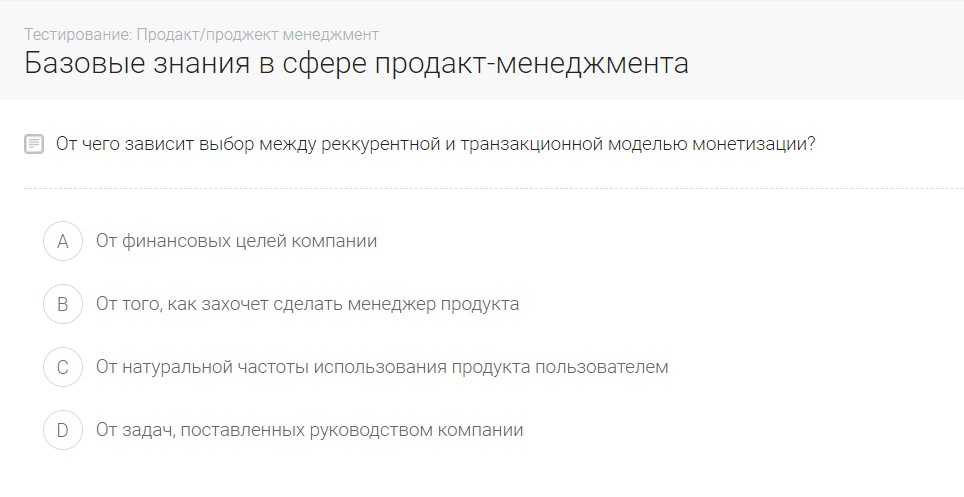 Тестирование: Продакт/проджект менеджмент
Базовые знания в сфере продакт-менеджмента
От чего зависит выбор между реккурентной и транзакционной моделью монетизации?
A От финансовых целей компании
B От того, как захочет сделать менеджер продукта
C От натуральной частоты использования продукта пользователем
D От задач, поставленных руководством компании